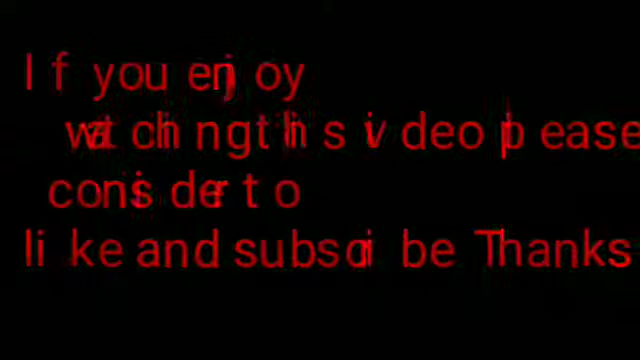 If you enjoy
watching this video please
consider to
like and subscribe Thanks